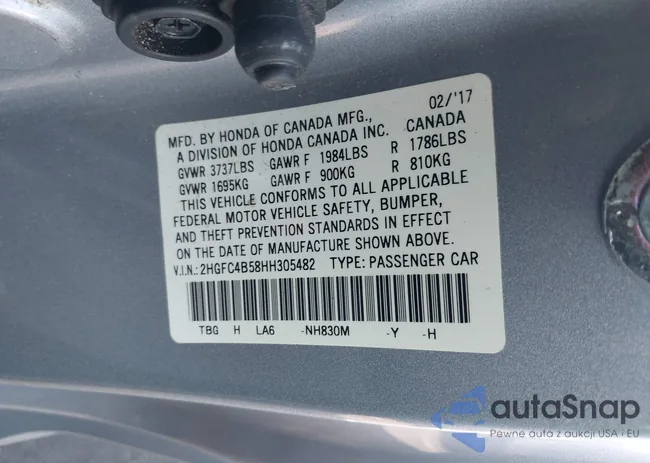 02/'17
MFD. BY HONDA OF CANADA MFG.,
A DIVISION OF HONDA CANADA INC. CANADA
GVWR 3737LBS GAWR F 1984LBS R 1786LBS
GVWR 1695KG GAWR F 900KG R 810KG
THIS VEHICLE CONFORMS TO ALL APPLICABLE
FEDERAL MOTOR VEHICLE SAFETY, BUMPER,
AND THEFT PREVENTION STANDARDS IN EFFECT
ON THE DATE OF MANUFACTURE SHOWN ABOVE.
V.I.N.:2HGFC4B58HH305482 TYPE: PASSENGER CAR
TBG H LA6 -NH830M -Y -H
autaSnap
Pewne auta z aukcji USA i EU